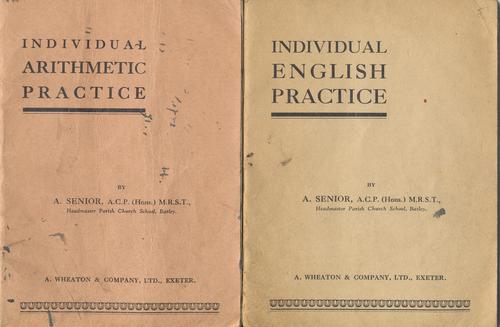 INDIVIDUAL
ARITHMETIC
PRACTICE
BY
A. SENIOR, A.C.P. (Hons.) M.R.S.T.,
Headmaster Parish Church School, Batley.
A. WHEATON & COMPANY, LTD., EXETER.
INDIVIDUAL
ENGLISH
PRACTICE
BY
A. SENIOR, A.C.P. (Hons.) M.R.S.T.,
Headmaster Parish Church School, Batley.
A. WHEATON & COMPANY, LTD., EXETER.